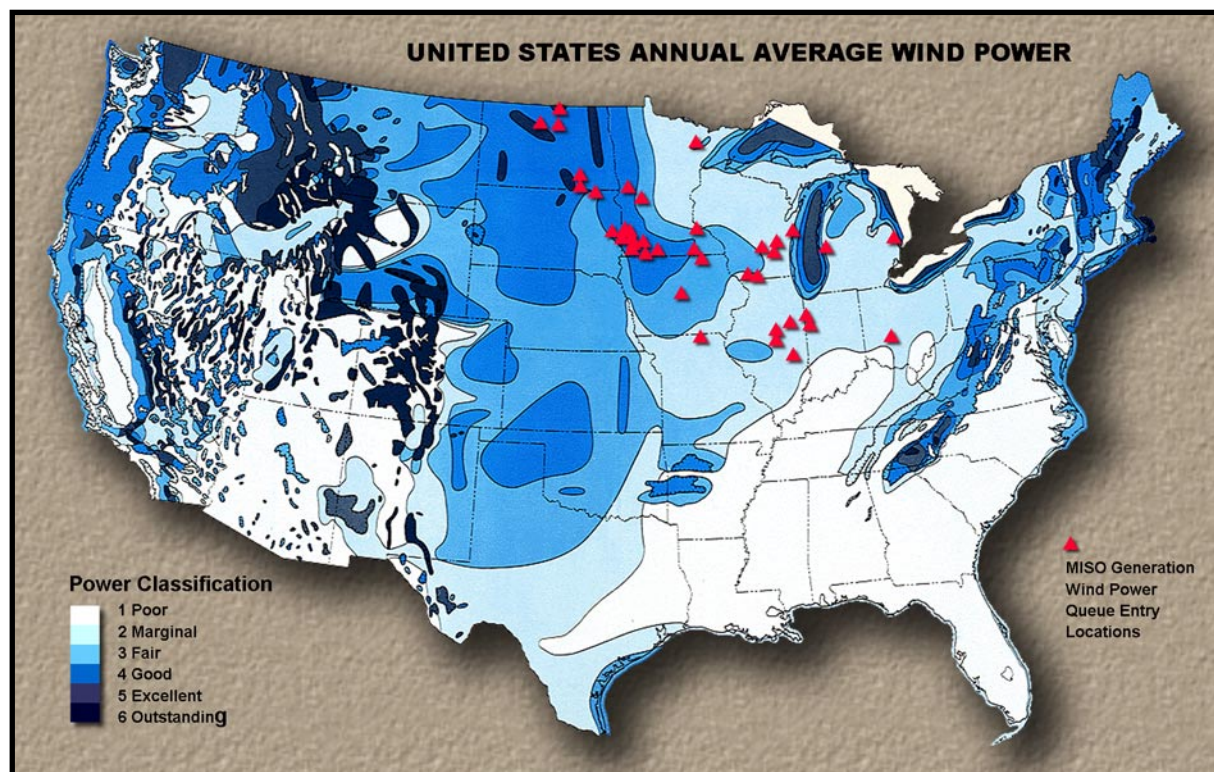 UNITED STATES ANNUAL AVERAGE WIND POWER
Power Classification
1 Poor
2 Marginal
3 Fair
4 Good
5 Excellent
6 Outstanding
MISO Generation
Wind Power
Queue Entry
Locations